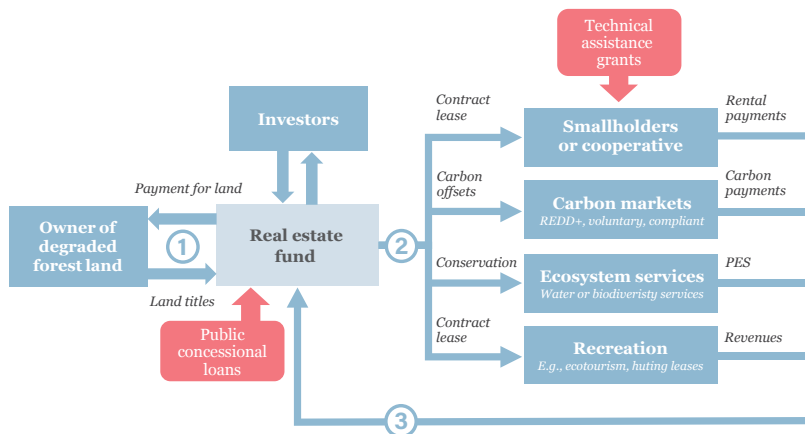 Technical
assistance
grants
Contract
lease
Rental
payments
Investors
Smallholders
or cooperative
Payment for land
Carbon
offsets
Carbon
payments
Carbon markets
REDD+, voluntary, compliant
Owner of
degraded
forest land
1
Real estate
fund
2
Conservation
Ecosystem services
Water or biodiveristy services
PES
Land titles
Public
concessional
loans
Contract
lease
Recreation
E.g., ecotourism, huting leases
Revenues
3